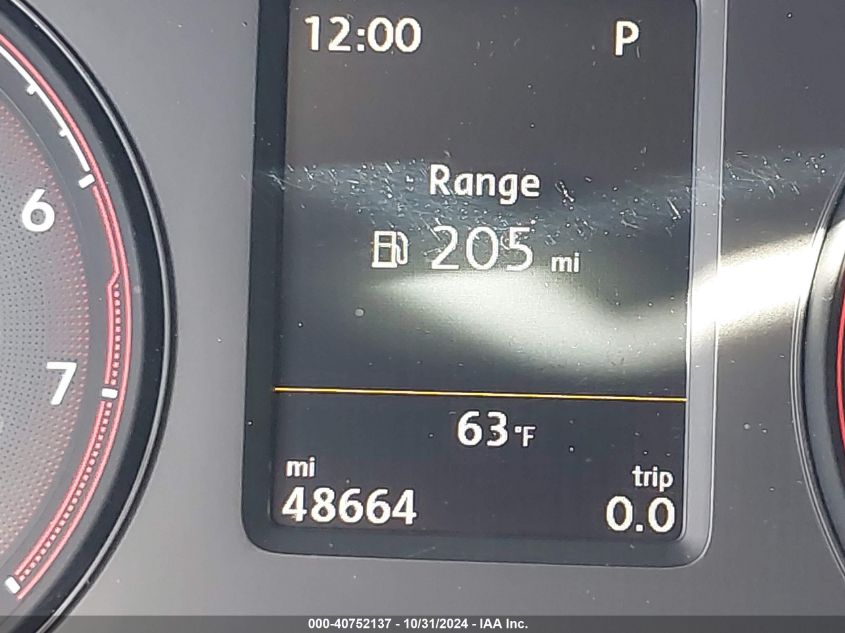 12:00 P
Range
205 mi
63°F
mi trip
48664 0.0
6
7
000-40752137 - 10/31/2024 - IAA Inc.